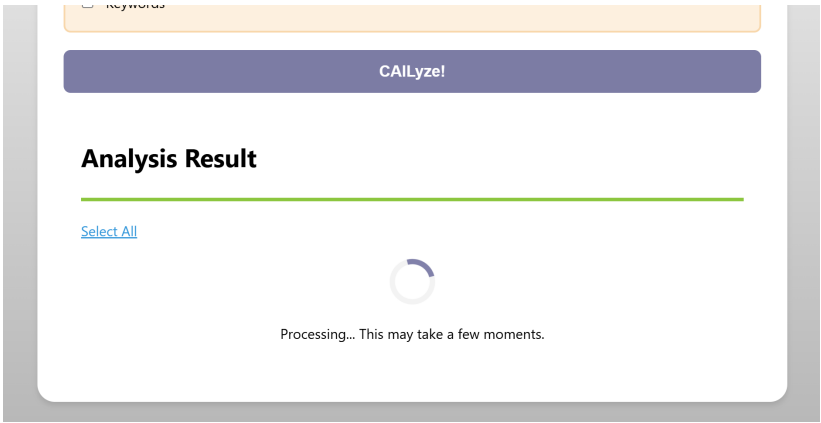 Keywords
CAILyze!
Analysis Result
Select All
Processing... This may take a few moments.